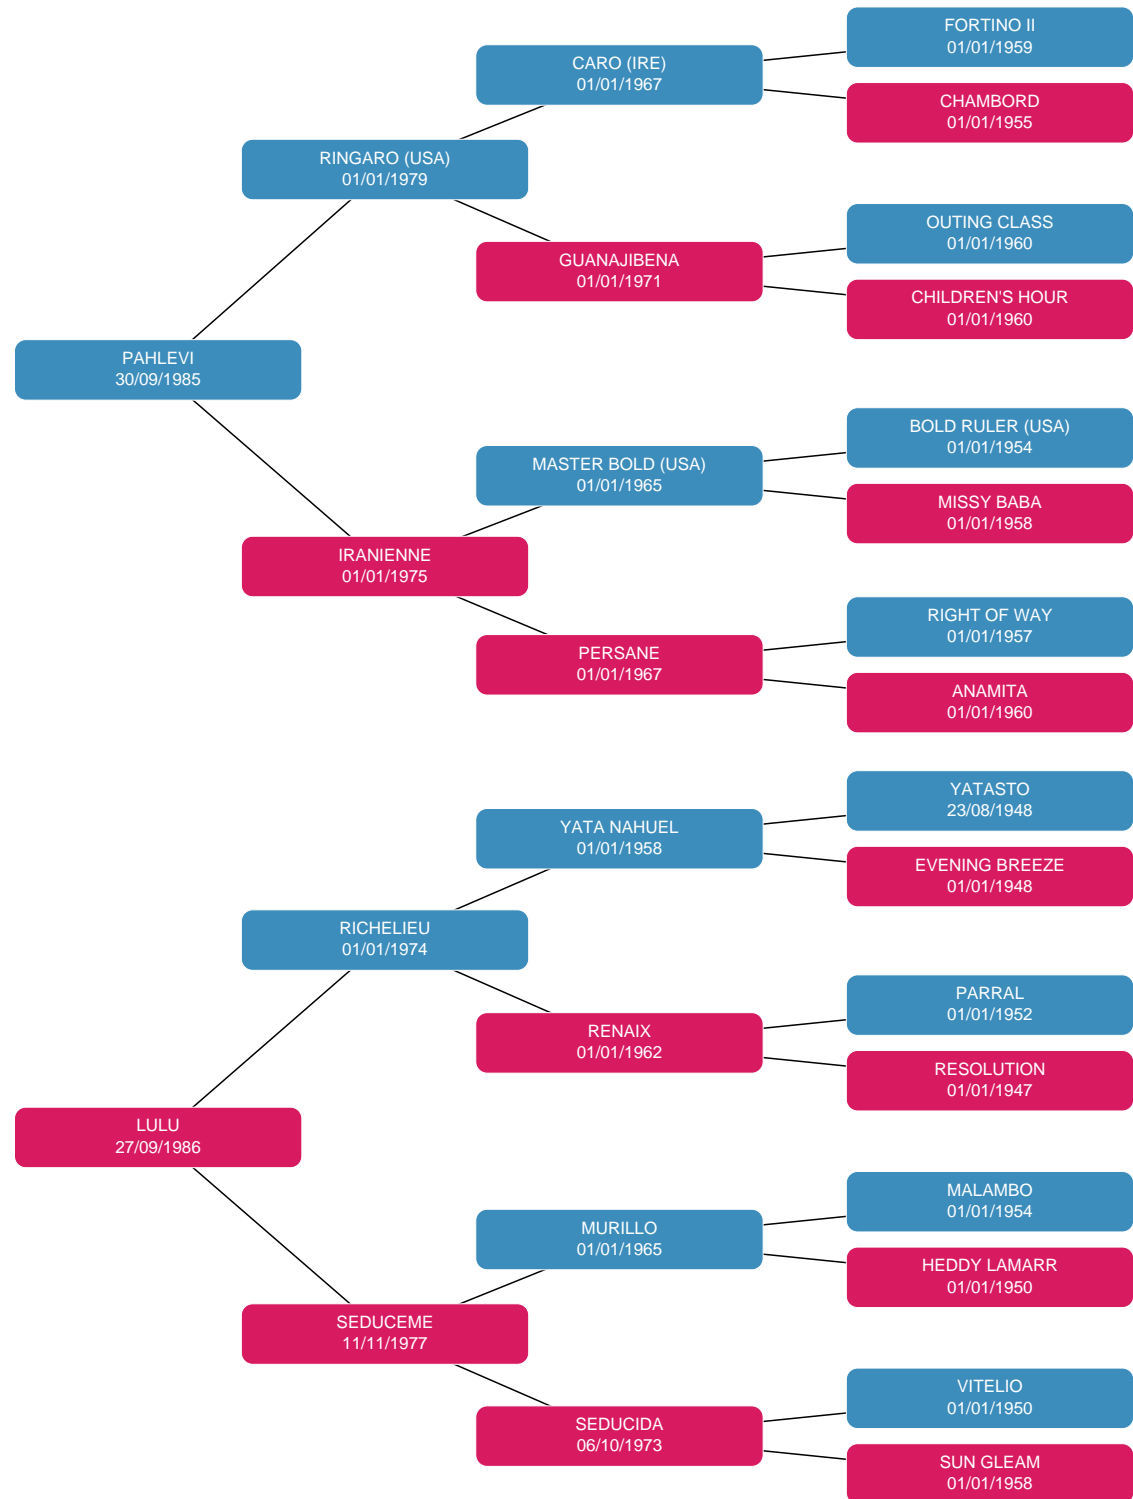 FORTINO II
01/01/1959
CARO (IRE)
01/01/1967
CHAMBORD
01/01/1955
RINGARO (USA)
01/01/1979
OUTING CLASS
01/01/1960
GUANAJIBENA
01/01/1971
CHILDREN'S HOUR
01/01/1960
PAHLEVI
30/09/1985
BOLD RULER (USA)
01/01/1954
MASTER BOLD (USA)
01/01/1965
MISSY BABA
01/01/1958
IRANIENNE
01/01/1975
RIGHT OF WAY
01/01/1957
PERSANE
01/01/1967
ANAMITA
01/01/1960
YATASTO
23/08/1948
YATA NAHUEL
01/01/1958
EVENING BREEZE
01/01/1948
RICHELIEU
01/01/1974
PARRAL
01/01/1952
RENAIX
01/01/1962
RESOLUTION
01/01/1947
LULU
27/09/1986
MALAMBO
01/01/1954
MURILLO
01/01/1965
HEDDY LAMARR
01/01/1950
SEDUCEME
11/11/1977
VITELIO
01/01/1950
SEDUCIDA
06/10/1973
SUN GLEAM
01/01/1958